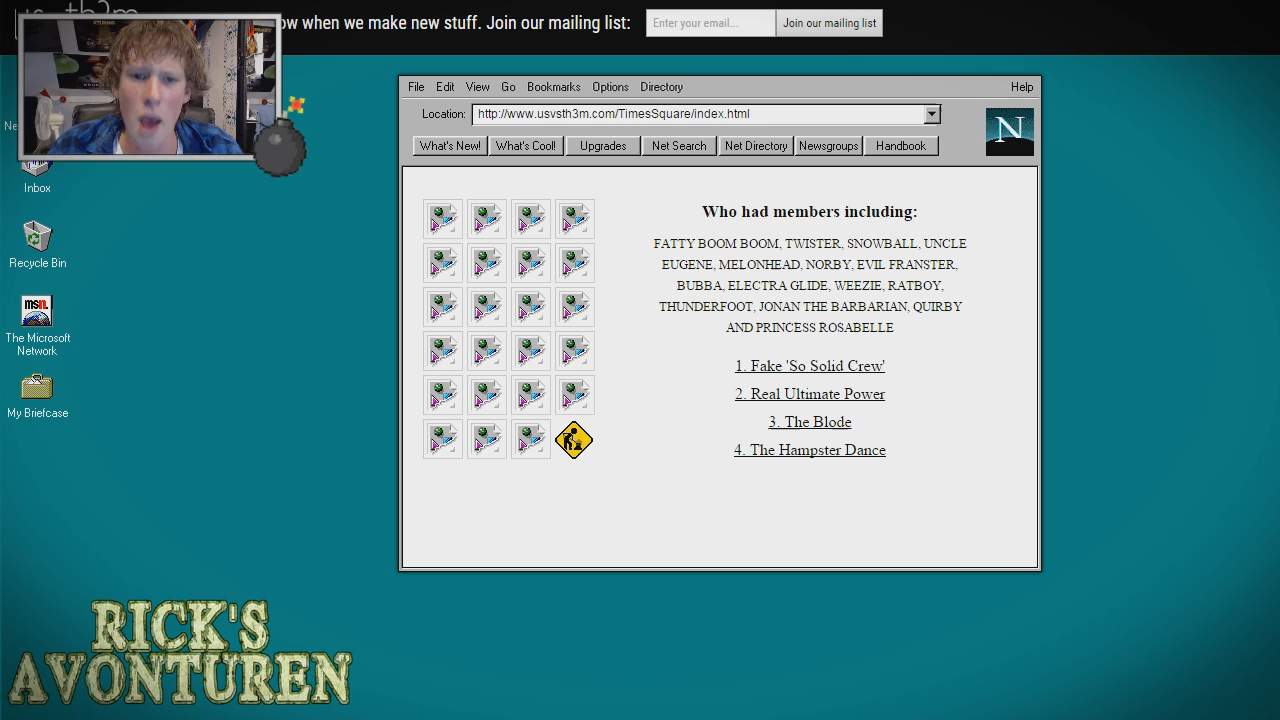 us vth3m
ow when we make new stuff. Join our mailing list:
Enter your email...
Join our mailing list
File Edit View Go Bookmarks Options Directory Help
Location: http://www.usvsth3m.com/TimesSquare/index.html
N
What's New! What's Cool! Upgrades Net Search Net Directory Newsgroups Handbook
Ne
Inbox
Recycle Bin
msn.
The Microsoft
Network
My Briefcase
Who had members including:
FATTY BOOM BOOM, TWISTER, SNOWBALL, UNCLE
EUGENE, MELONHEAD, NORBY, EVIL FRANSTER,
BUBBA, ELECTRA GLIDE, WEEZIE, RATBOY,
THUNDERFOOT, JONAN THE BARBARIAN, QUIRBY
AND PRINCESS ROSABELLE
1. Fake 'So Solid Crew'
2. Real Ultimate Power
3. The Blode
4. The Hampster Dance
RICK'S
AVONTUREN